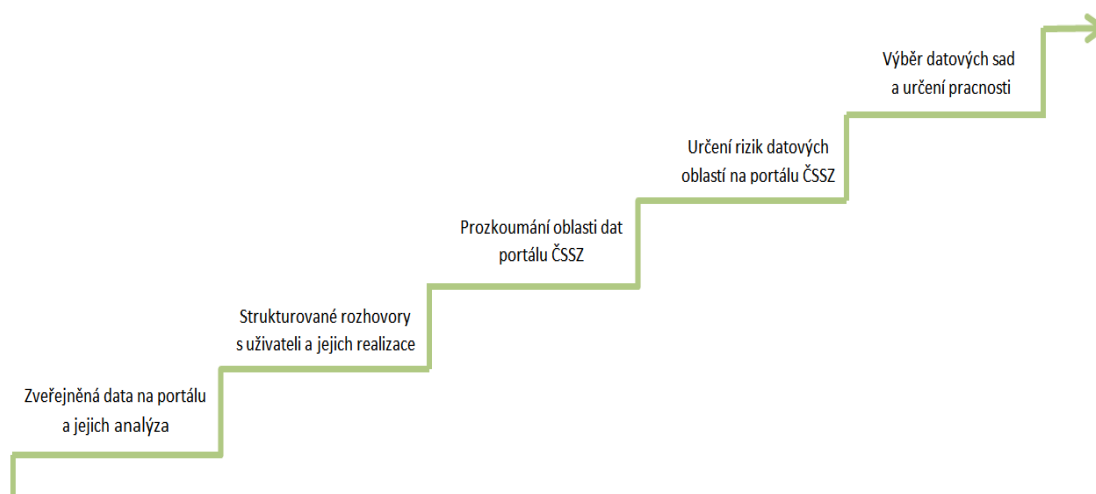 Výběr datových sad
a určení pracnosti
Určení rizik datových
oblastí na portálu ČSSZ
Prozkoumání oblasti dat
portálu ČSSZ
Strukturované rozhovory
s uživateli a jejich realizace
Zveřejněná data na portálu
a jejich analýza